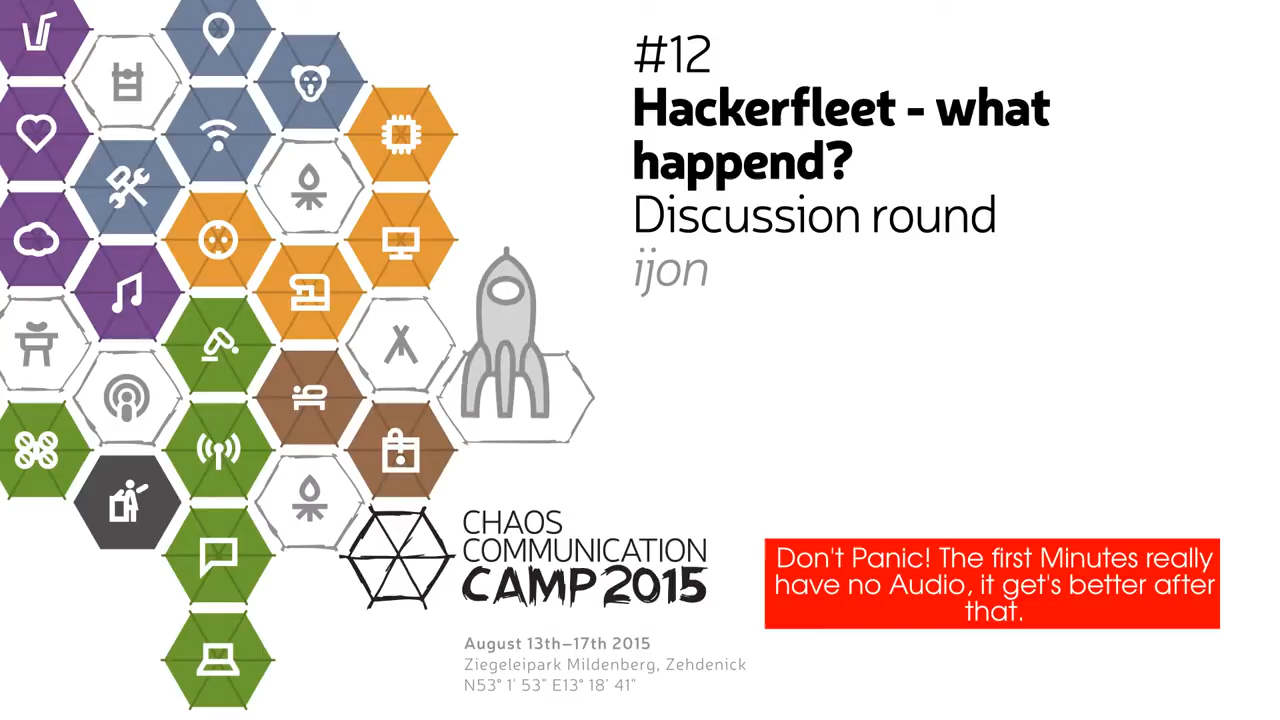 #12
Hackerfleet - what
happend?
Discussion round
ijon
CHAOS
COMMUNICATION
CAMP 2015
August 13th–17th 2015
Ziegeleipark Mildenberg, Zehdenick
N53° 1' 53" E13° 18' 41"
Don't Panic! The first Minutes really
have no Audio, it get's better after
that.